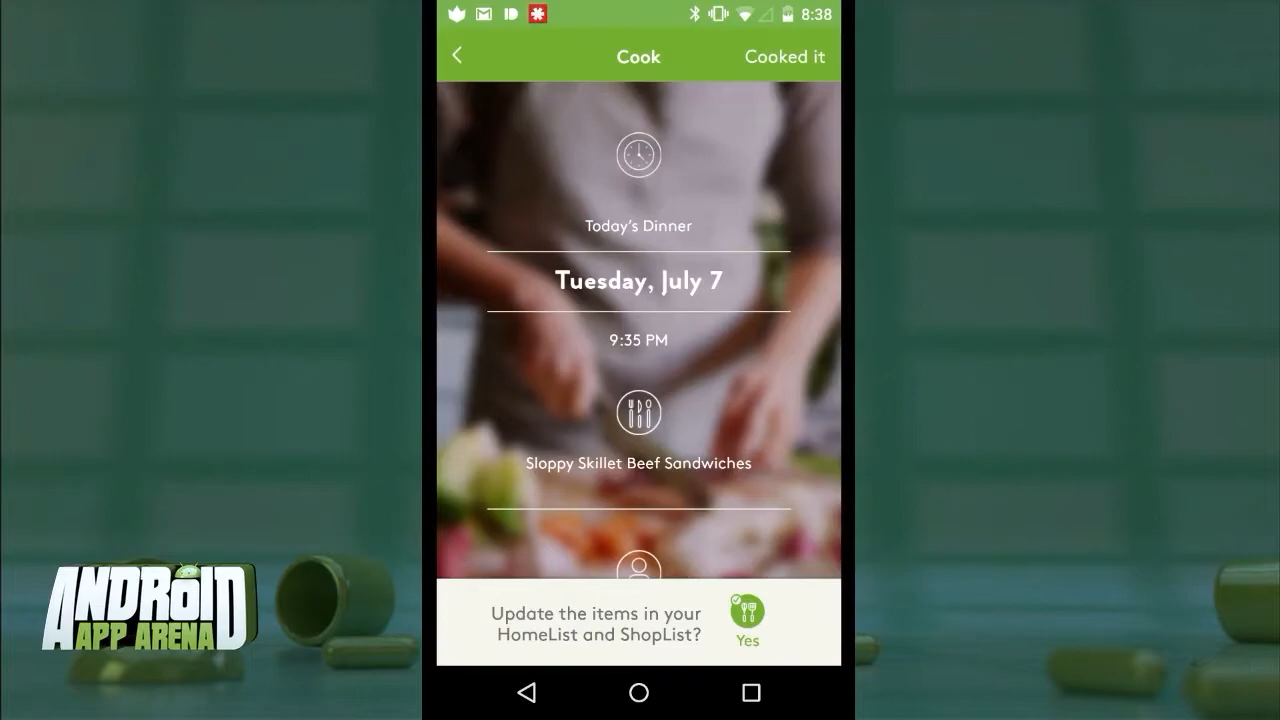 8:38
Cook
Cooked it
Today's Dinner
Tuesday, July 7
9:35 PM
Sloppy Skillet Beef Sandwiches
Update the items in your
HomeList and ShopList?
Yes
ANDROID
APP ARENA